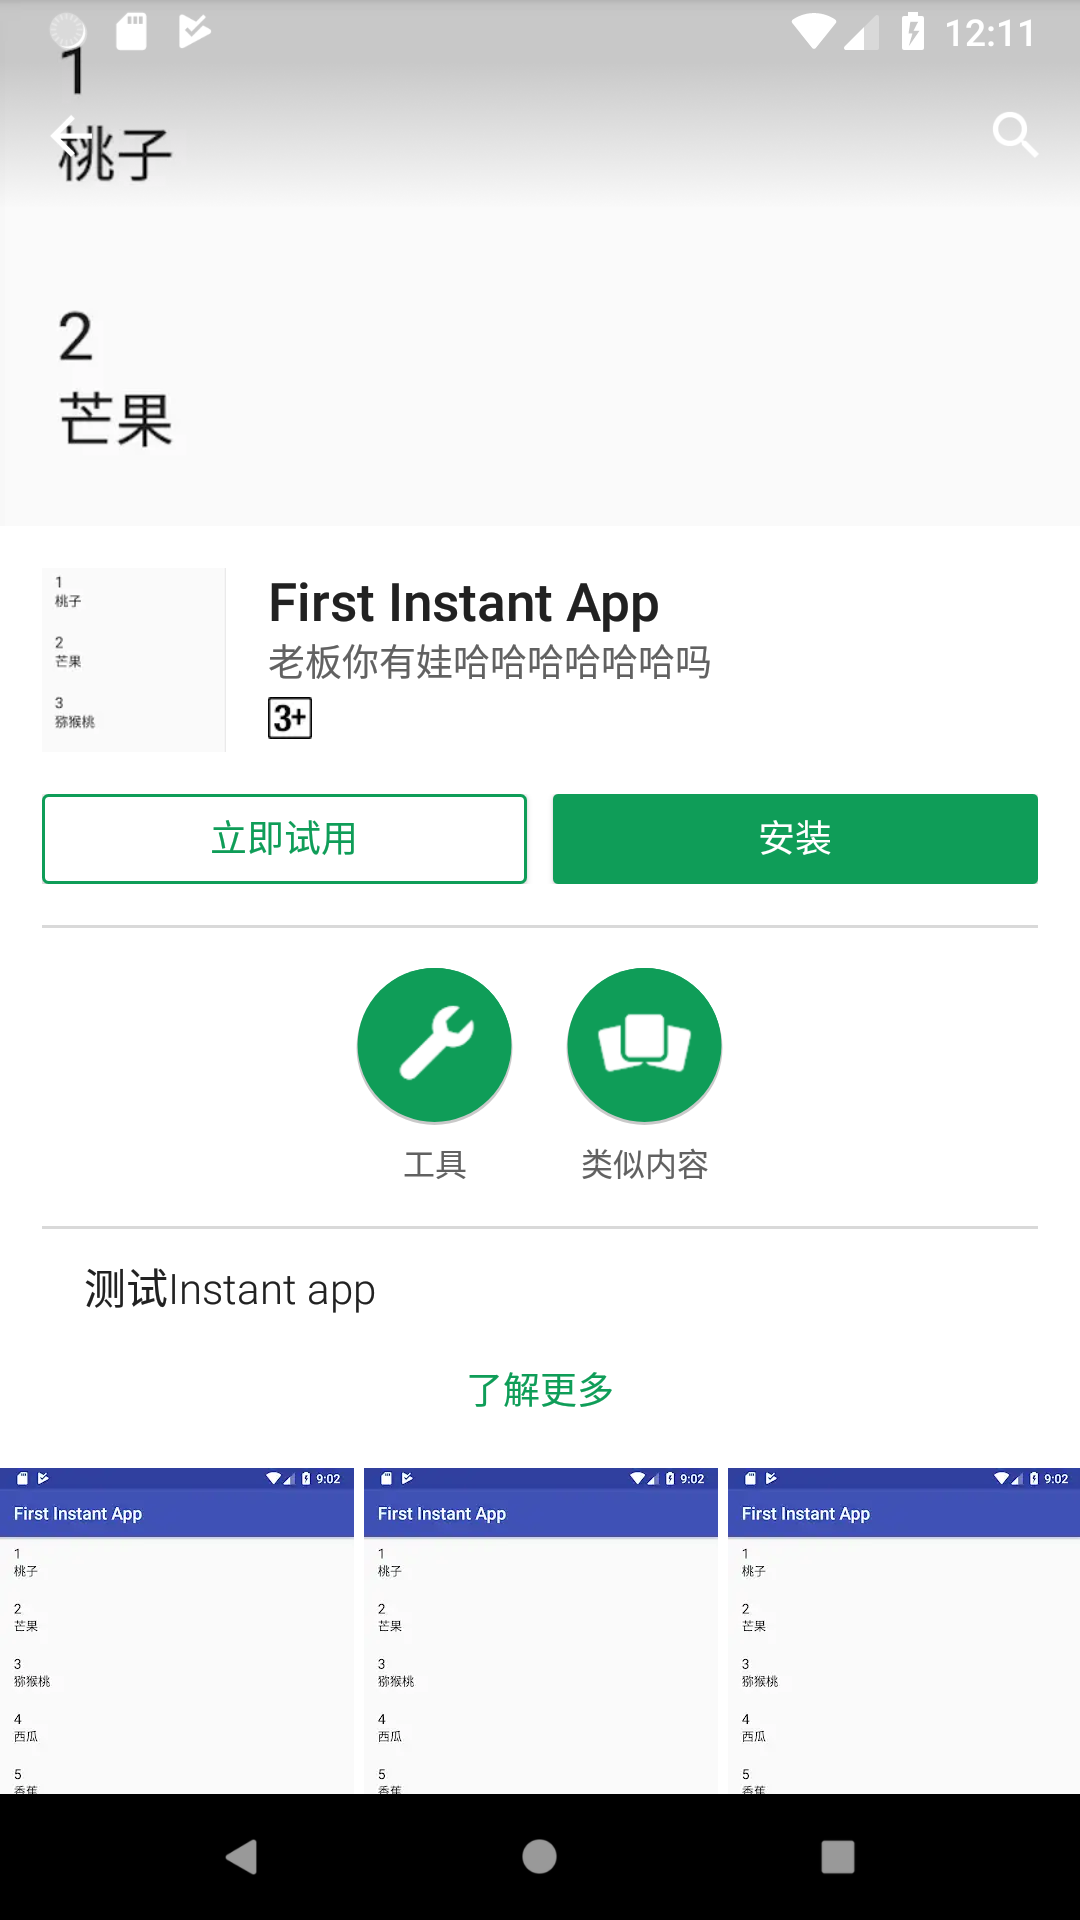 12:11
1
桃子
2
芒果
1
桃子
2
芒果
3
猕猴桃
First Instant App
老板你有娃哈哈哈哈哈哈吗
3+
立即试用
安装
工具
类似内容
测试Instant app
了解更多
9:02
First Instant App
1
桃子
2
芒果
3
猕猴桃
4
西瓜
5
香蕉
9:02
First Instant App
1
桃子
2
芒果
3
猕猴桃
4
西瓜
5
香蕉
9:02
First Instant App
1
桃子
2
芒果
3
猕猴桃
4
西瓜
5
香蕉